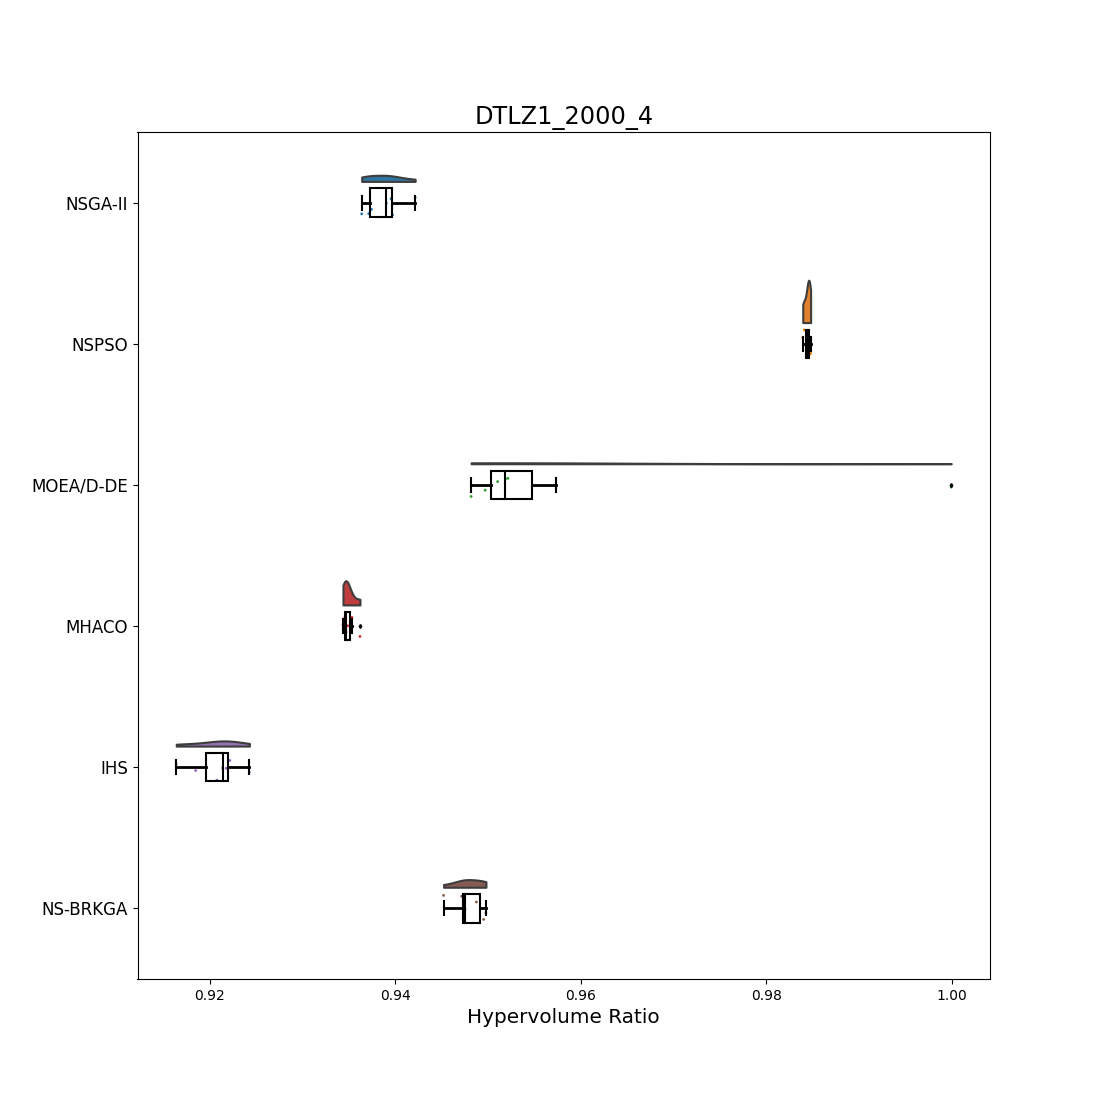 DTLZ1_2000_4
NSGA-II
NSPSO
MOEA/D-DE
MHACO
IHS
NS-BRKGA
0.92 0.94 0.96 0.98 1.00
Hypervolume Ratio